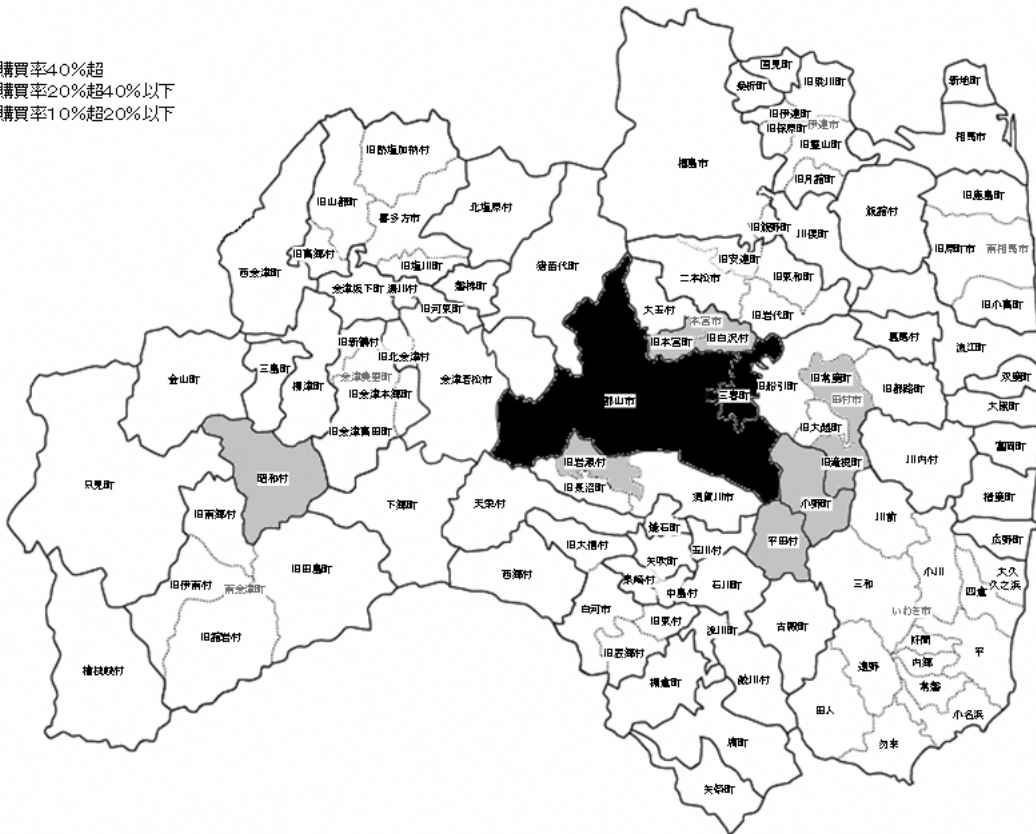 購買率40%超
購買率20%超40%以下
購買率10%超20%以下
国見町
桑折町
旧梁川町
新地町
旧伊達町
伊達市
旧保原町
旧霊山町
相馬市
旧熱塩加納村
福島市
旧月舘町
旧鹿島町
旧山都町
喜多方市
北塩原村
飯舘村
旧飯野町
川俣町
旧原町市
南相馬市
旧高郷村
旧塩川町
猪苗代町
旧安達町
西会津町
二本松市
旧東和町
会津坂下町
湯川村
磐梯町
旧小高町
旧河東町
大玉村
旧岩代町
本宮市
旧新鶴村
旧北会津村
旧本宮町
旧白沢村
葛尾村
浪江町
金山町
三島町
柳津町
会津美里町
会津若松市
旧船引町
旧常葉町
旧都路町
双葉町
旧会津本郷町
郡山市
三春町
田村市
大熊町
旧会津高田町
旧大越町
富岡町
只見町
昭和村
旧岩瀬村
旧滝根町
川内村
旧長沼町
須賀川市
小野町
楢葉町
旧南郷村
下郷町
天栄村
川前
鏡石町
平田村
広野町
旧大信村
玉川村
旧伊南村
南会津町
旧田島町
西郷村
矢吹町
泉崎村
中島村
石川町
三和
小川
四倉
大久
久之浜
白河市
旧東村
浅川町
古殿町
いわき市
旧舘岩村
旧表郷村
好間
内郷
平
檜枝岐村
棚倉町
鮫川村
遠野
常磐
田人
小名浜
塙町
勿来
矢祭町